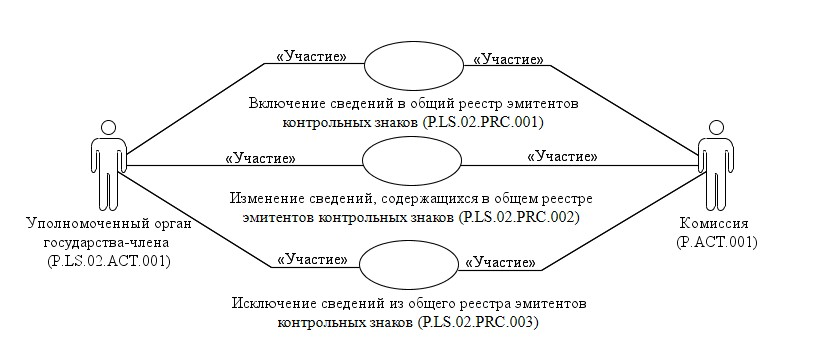 «Участие» «Участие»
Включение сведений в общий реестр эмитентов
контрольных знаков (P.LS.02.PRC.001)
«Участие» «Участие»
Изменение сведений, содержащихся в общем реестре
эмитентов контрольных знаков (P.LS.02.PRC.002)
Уполномоченный орган
государства-члена
(P.LS.02.ACT.001)
Комиссия
(P.ACT.001)
«Участие» «Участие»
Исключение сведений из общего реестра эмитентов
контрольных знаков (P.LS.02.PRC.003)